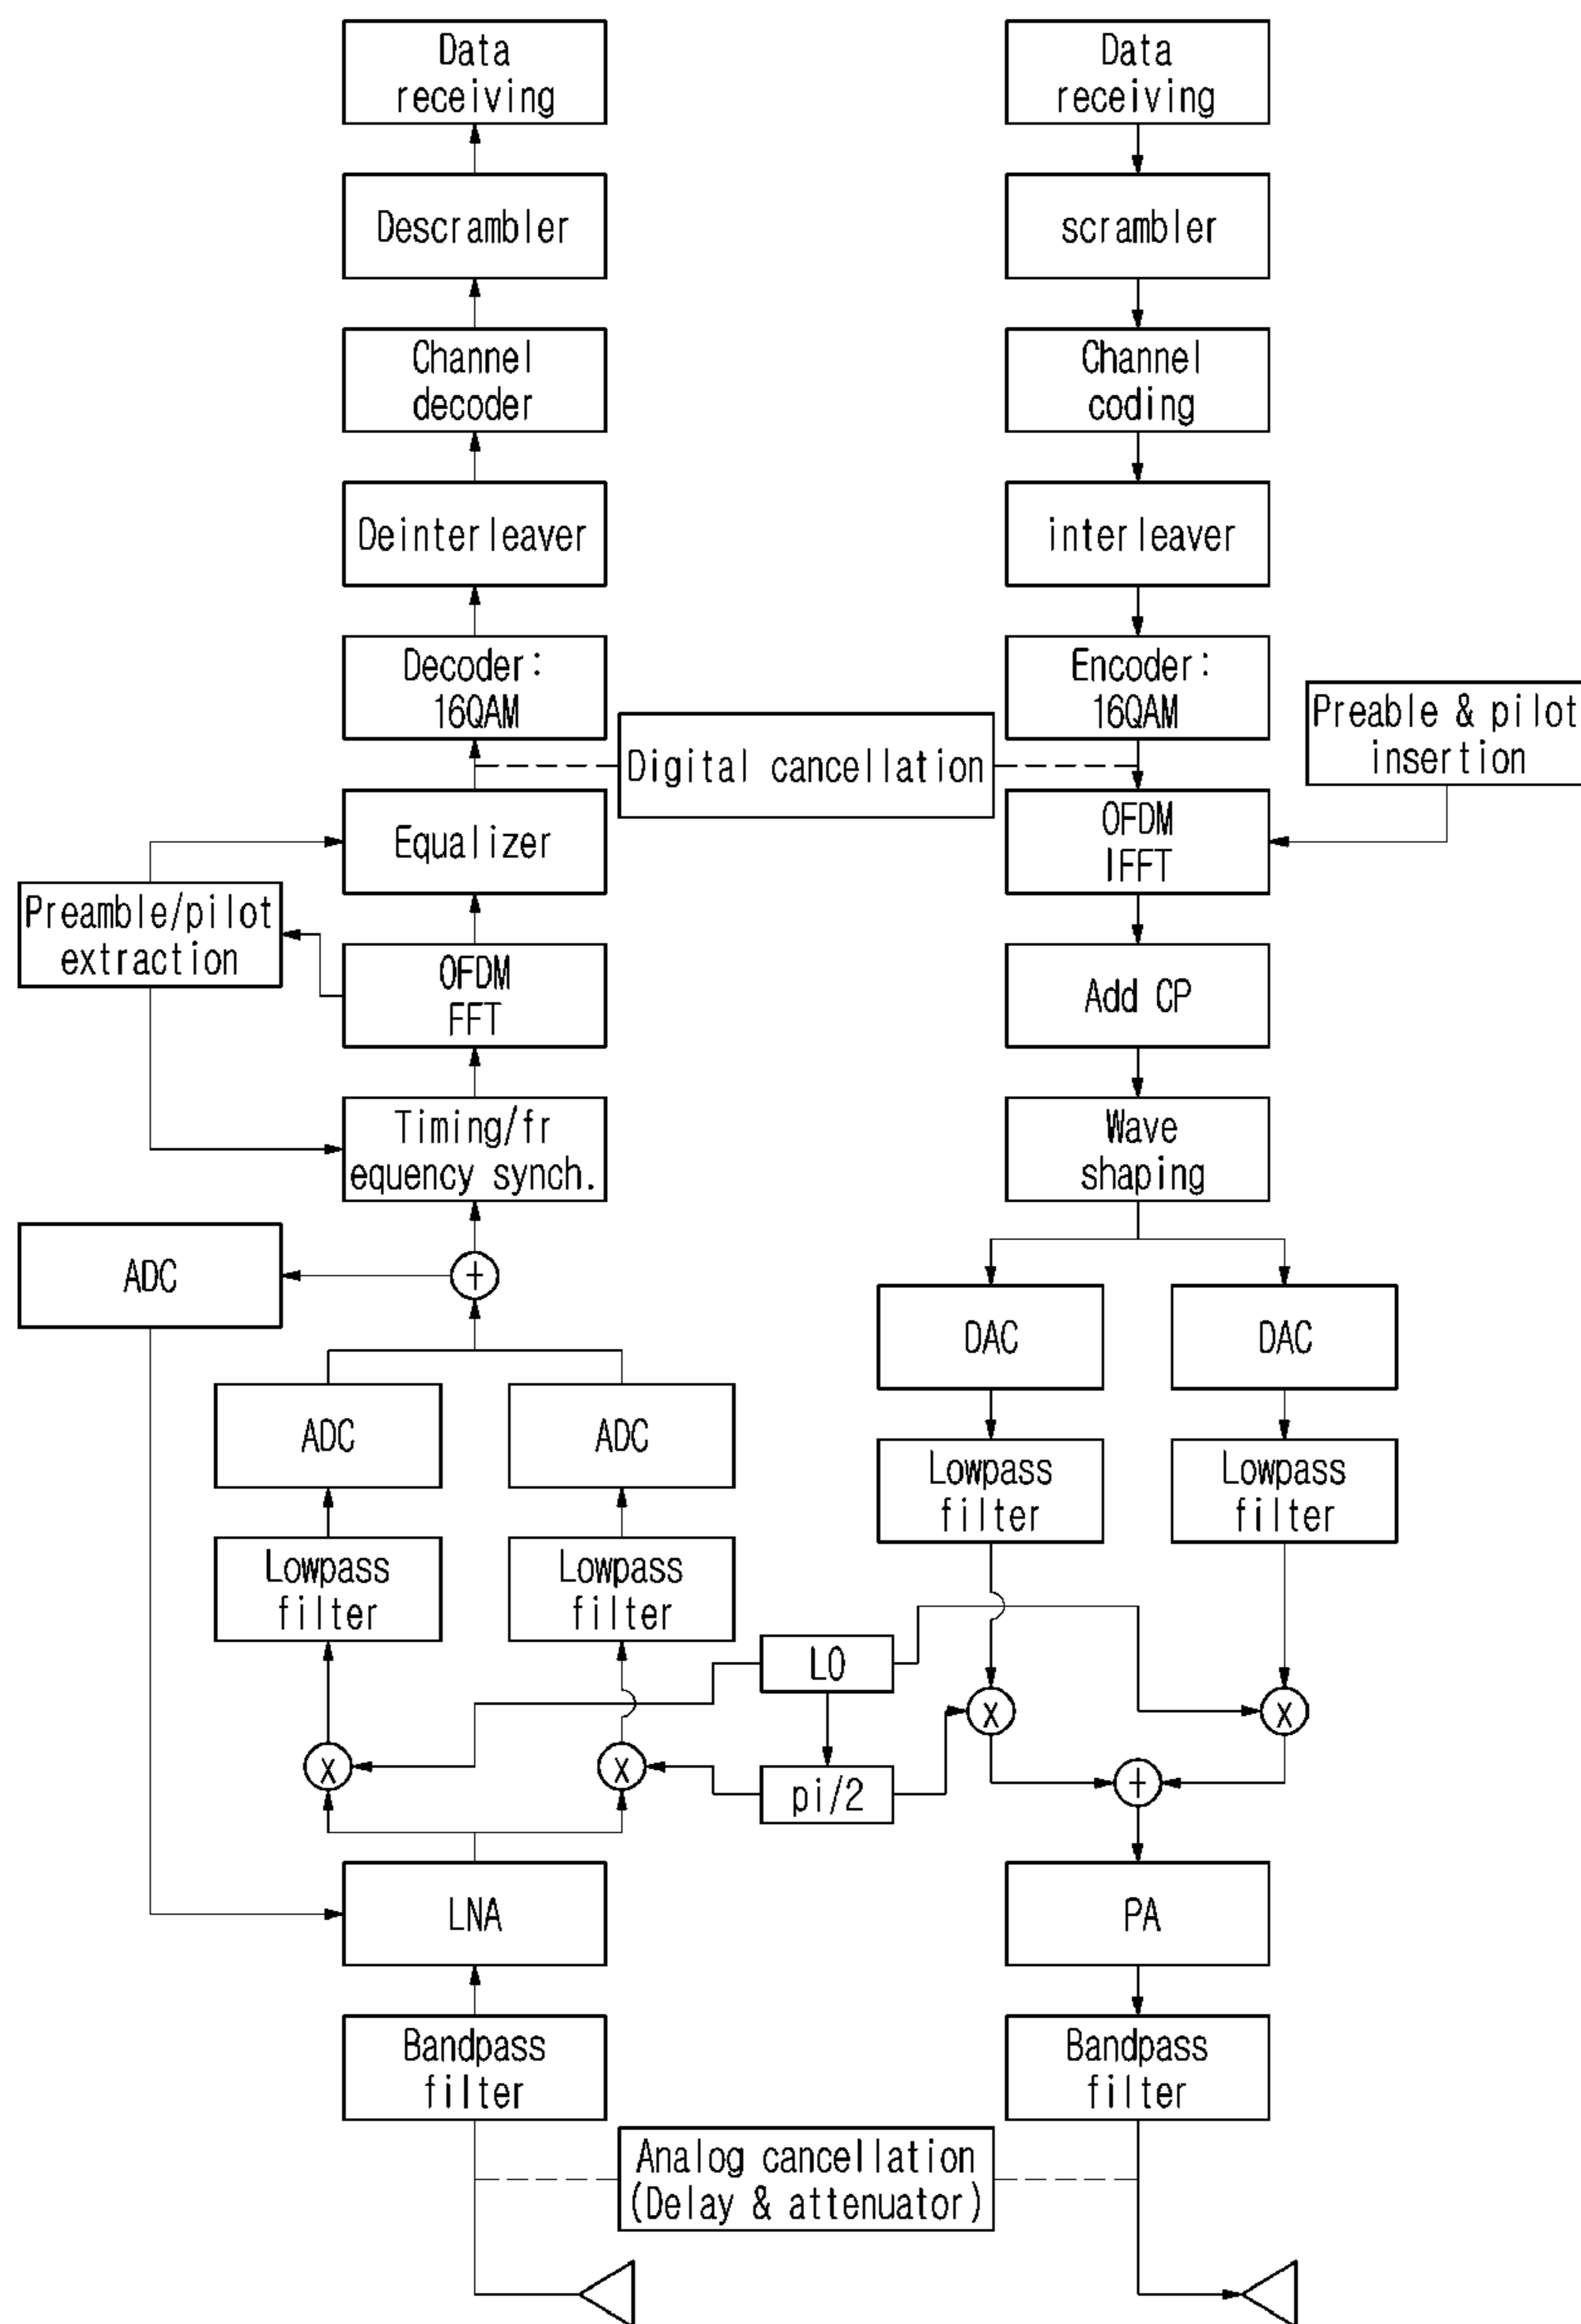 Data
receiving
Descrambler
Channel
decoder
Deinterleaver
Decoder:
16QAM
Equalizer
Preamble/pilot
extraction
OFDM
FFT
Timing/fr
equency synch.
ADC
+
ADC
ADC
Lowpass
filter
Lowpass
filter
X
X
LNA
Bandpass
filter
Digital cancellation
LO
pi/2
Analog cancellation
(Delay & attenuator)
Data
receiving
scrambler
Channel
coding
interleaver
Encoder:
16QAM
Preable & pilot
insertion
OFDM
IFFT
Add CP
Wave
shaping
DAC
DAC
Lowpass
filter
Lowpass
filter
X
X
+
PA
Bandpass
filter